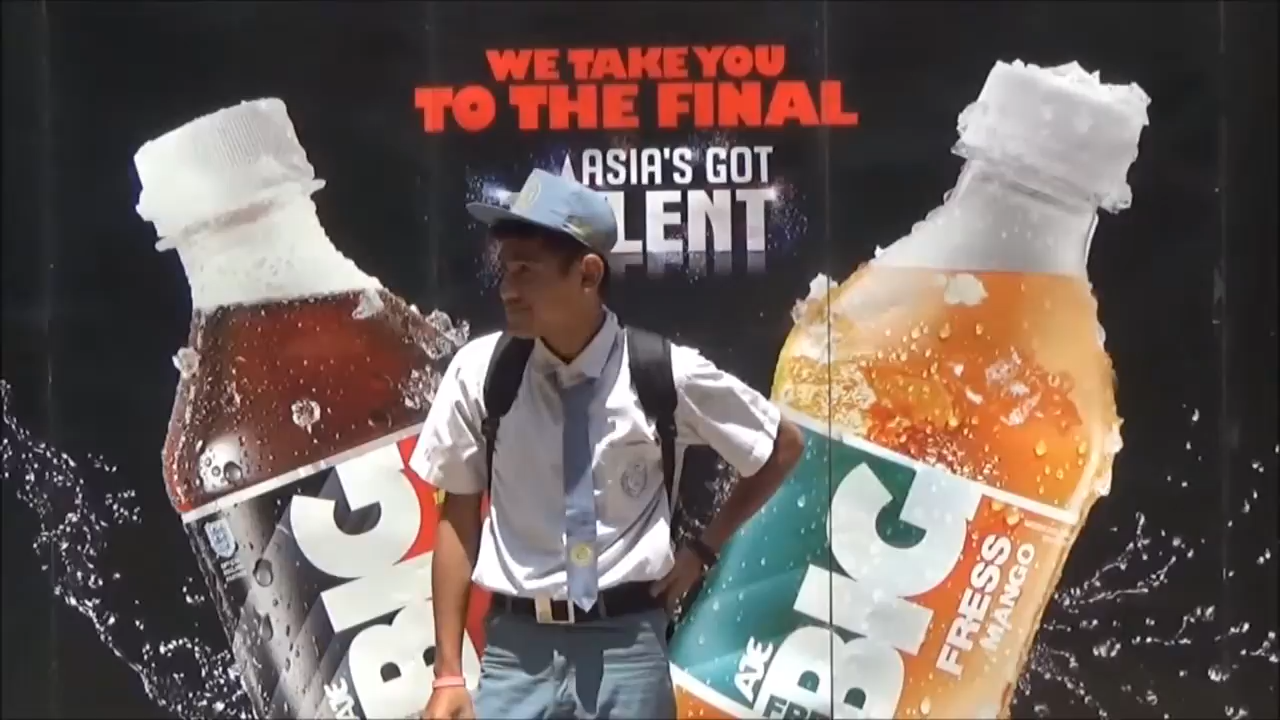 WE TAKE YOU
TO THE FINAL
ASIA'S GOT
LENT
BIG
AJE
BIG
FRESS
MANGO
AJE